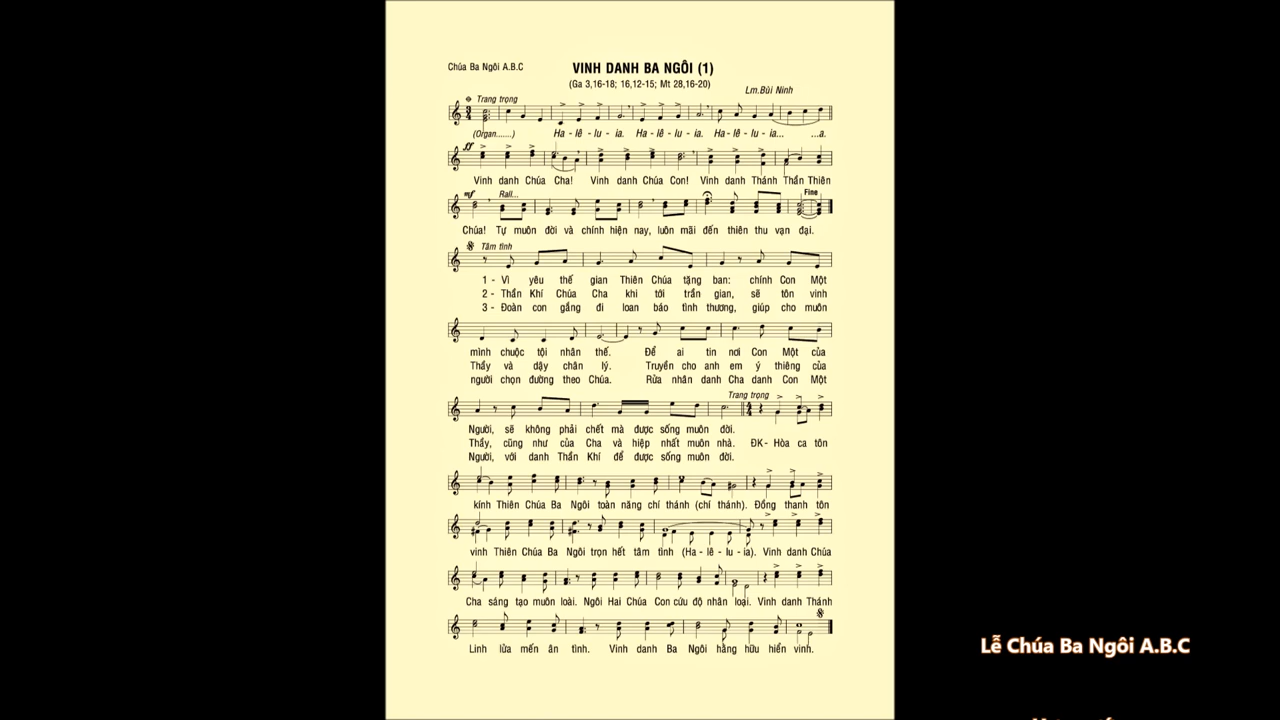 Chúa Ba Ngôi A.B.C
VINH DANH BA NGÔI (1)
(Ga 3,16-18; 16,12-15; Mt 28,16-20)
Lm.Bùi Ninh
Trang trọng
(Organ.......) Ha - lê - lu - ia. Ha - lê - lu - ia. Ha - lê - lu - ia... ...a.
ff
Vinh danh Chúa Cha! Vinh danh Chúa Con! Vinh danh Thánh Thần Thiên
mf Rall... Fine
Chúa! Tự muôn đời và chính hiện nay, luôn mãi đến thiên thu vạn đại.
Tâm tình
1 - Vì yêu thế gian Thiên Chúa tặng ban: chính Con Một
2 - Thần Khí Chúa Cha khi tới trần gian, sẽ tôn vinh
3 - Đoàn con gắng đi loan báo tình thương, giúp cho muôn
mình chuộc tội nhân thế. Để ai tin nơi Con Một của
Thầy và dậy chân lý. Truyền cho anh em ý thiêng của
người chọn đường theo Chúa. Rửa nhân danh Cha danh Con Một
Trang trọng
Người, sẽ không phải chết mà được sống muôn đời.
Thầy, cũng như của Cha và hiệp nhất muôn nhà. ĐK- Hòa ca tôn
Người, với danh Thần Khí để được sống muôn đời.
kính Thiên Chúa Ba Ngôi toàn năng chí thánh (chí thánh). Đồng thanh tôn
vinh Thiên Chúa Ba Ngôi trọn hết tâm tình (Ha - lê - lu - ia). Vinh danh Chúa
Cha sáng tạo muôn loài. Ngôi Hai Chúa Con cứu độ nhân loại. Vinh danh Thánh
Linh lửa mến ân tình. Vinh danh Ba Ngôi hằng hữu hiển vinh.
Lễ Chúa Ba Ngôi A.B.C